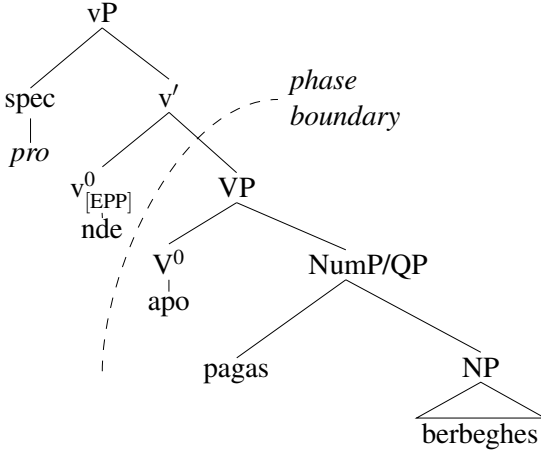 vP
spec
v′
phase
boundary
pro
v⁰[EPP]
nde
VP
V⁰
apo
NumP/QP
pagas
NP
berbeghes